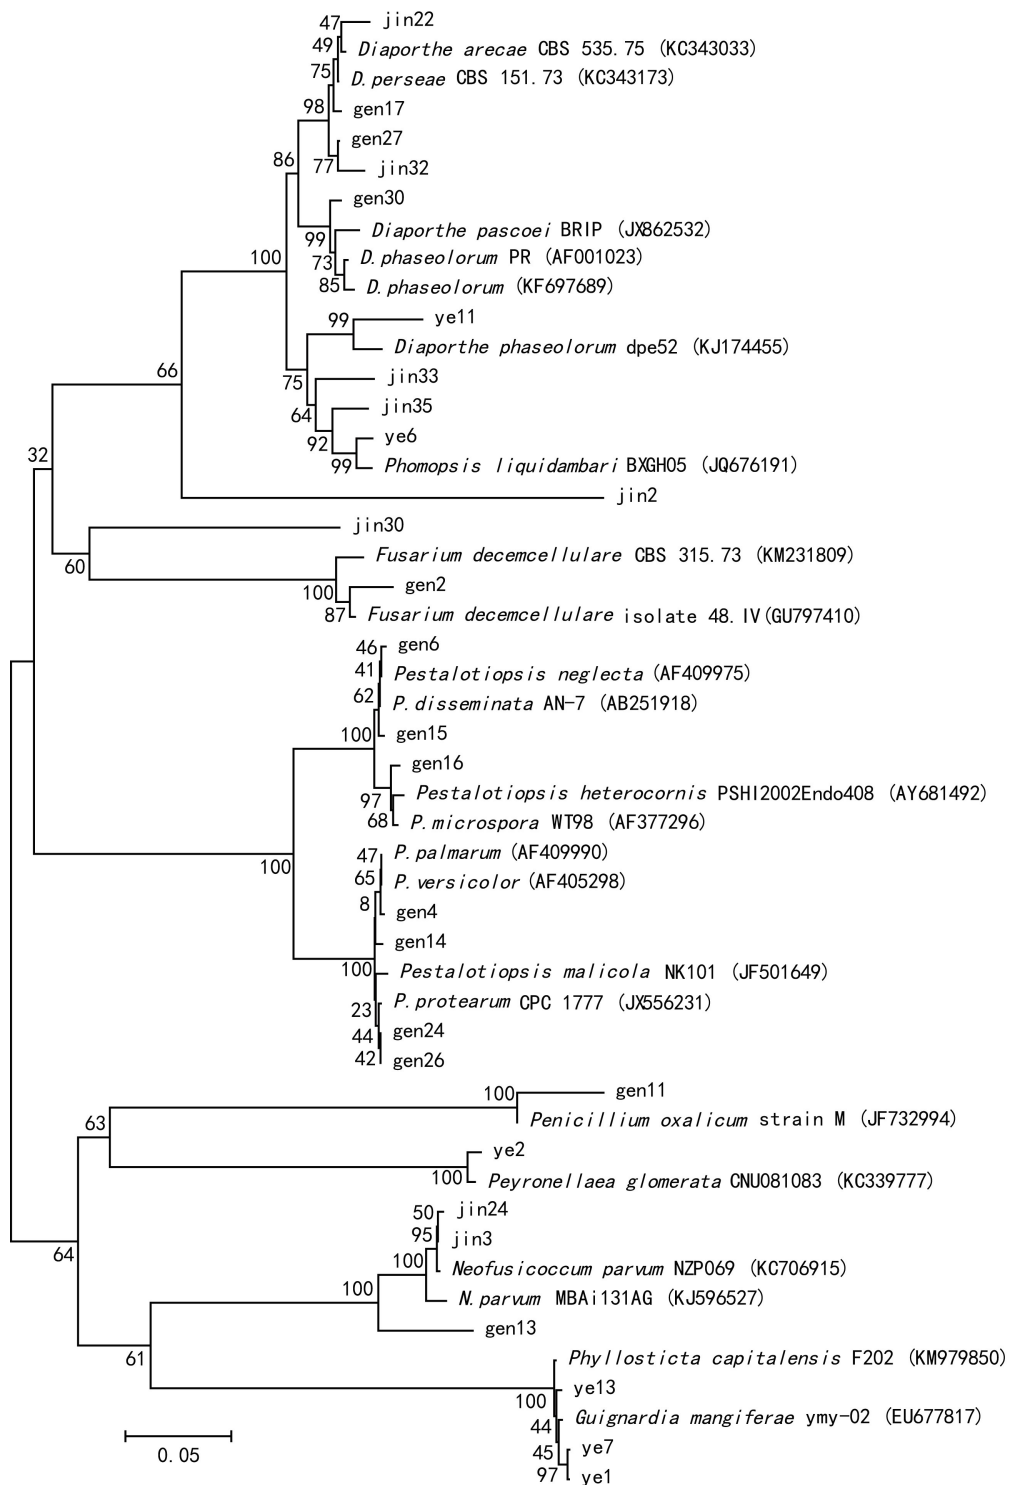 47 jin22
49 Diaporthe arecae CBS 535.75 (KC343033)
75 D.perseae CBS 151.73 (KC343173)
98 gen17
gen27
86 77 jin32
gen30
99 Diaporthe pascoei BRIP (JX862532)
100 73 D.phaseolorum PR (AF001023)
85 D.phaseolorum (KF697689)
99 ye11
Diaporthe phaseolorum dpe52 (KJ174455)
66 75 jin33
64 jin35
92 ye6
32 99 Phomopsis liquidambari BXGH05 (JQ676191)
jin2
jin30
60 Fusarium decemcellulare CBS 315.73 (KM231809)
100 gen2
87 Fusarium decemcellulare isolate 48.IV(GU797410)
46 gen6
41 Pestalotiopsis neglecta (AF409975)
62 P.disseminata AN-7 (AB251918)
100 gen15
gen16
97 Pestalotiopsis heterocornis PSHI2002Endo408 (AY681492)
68 P.microspora WT98 (AF377296)
47 P.palmarum (AF409990)
100
65 P.versicolor (AF405298)
8 gen4
gen14
100 Pestalotiopsis malicola NK101 (JF501649)
23 P.protearum CPC 1777 (JX556231)
44 gen24
42 gen26
100 gen11
63 Penicillium oxalicum strain M (JF732994)
ye2
100 Peyronellaea glomerata CNU081083 (KC339777)
50 jin24
95 jin3
64 100 Neofusicoccum parvum NZP069 (KC706915)
100 N.parvum MBAi131AG (KJ596527)
gen13
61 Phyllosticta capitalensis F202 (KM979850)
100 ye13
44 Guignardia mangiferae ymy-02 (EU677817)
45 ye7
0.05
97 ye1